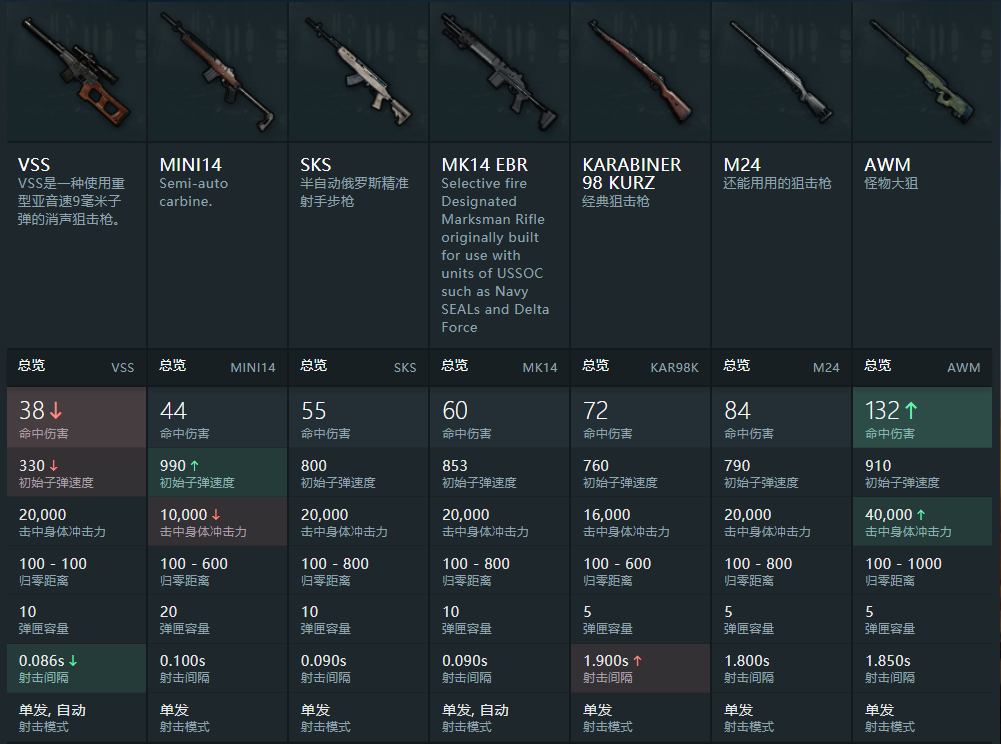 VSS
VSS是一种使用重
型亚音速9毫米子
弹的消声狙击枪。
MINI14
Semi-auto
carbine.
SKS
半自动俄罗斯精准
射手步枪
MK14 EBR
Selective fire
Designated
Marksman Rifle
originally built
for use with
units of USSOC
such as Navy
SEALs and Delta
Force
KARABINER
98 KURZ
经典狙击枪
M24
还能用用的狙击枪
AWM
怪物大狙
总览 VSS 总览 MINI14 总览 SKS 总览 MK14 总览 KAR98K 总览 M24 总览 AWM
38↓ 44 55 60 72 84 132↑
命中伤害 命中伤害 命中伤害 命中伤害 命中伤害 命中伤害 命中伤害
330↓ 990↑ 800 853 760 790 910
初始子弹速度 初始子弹速度 初始子弹速度 初始子弹速度 初始子弹速度 初始子弹速度 初始子弹速度
20,000 10,000↓ 20,000 20,000 16,000 20,000 40,000↑
击中身体冲击力 击中身体冲击力 击中身体冲击力 击中身体冲击力 击中身体冲击力 击中身体冲击力 击中身体冲击力
100 - 100 100 - 600 100 - 800 100 - 800 100 - 600 100 - 800 100 - 1000
归零距离 归零距离 归零距离 归零距离 归零距离 归零距离 归零距离
10 20 10 10 5 5 5
弹匣容量 弹匣容量 弹匣容量 弹匣容量 弹匣容量 弹匣容量 弹匣容量
0.086s↓ 0.100s 0.090s 0.090s 1.900s↑ 1.800s 1.850s
射击间隔 射击间隔 射击间隔 射击间隔 射击间隔 射击间隔 射击间隔
单发, 自动 单发 单发 单发, 自动 单发 单发 单发
射击模式 射击模式 射击模式 射击模式 射击模式 射击模式 射击模式